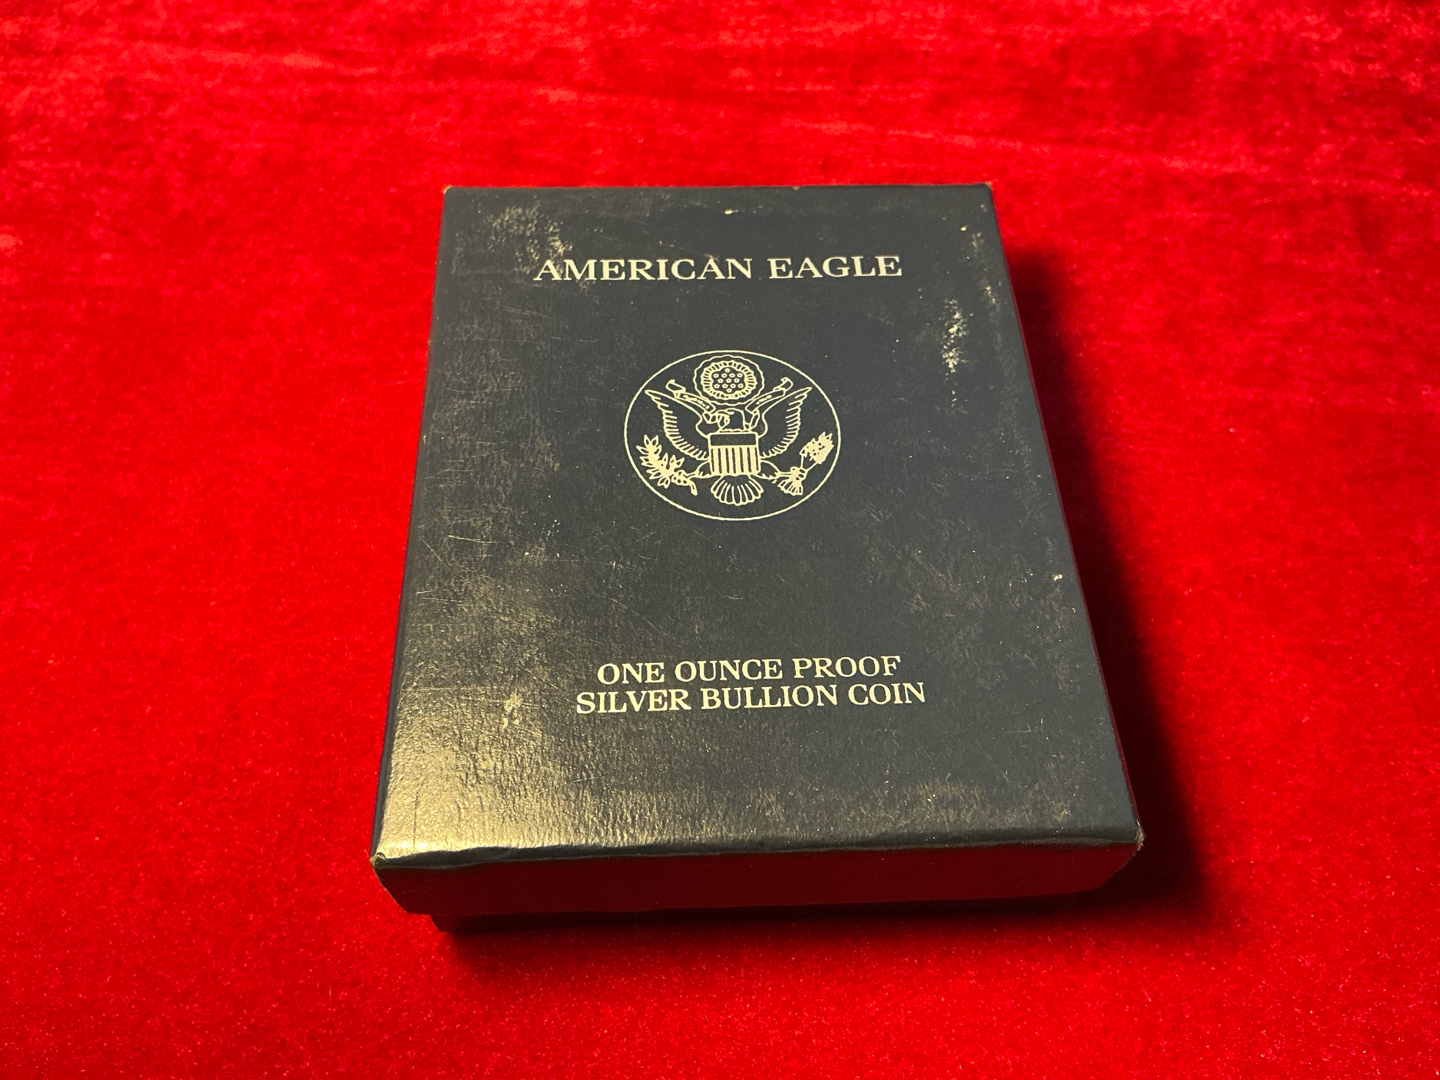 AMERICAN EAGLE
ONE OUNCE PROOF
SILVER BULLION COIN